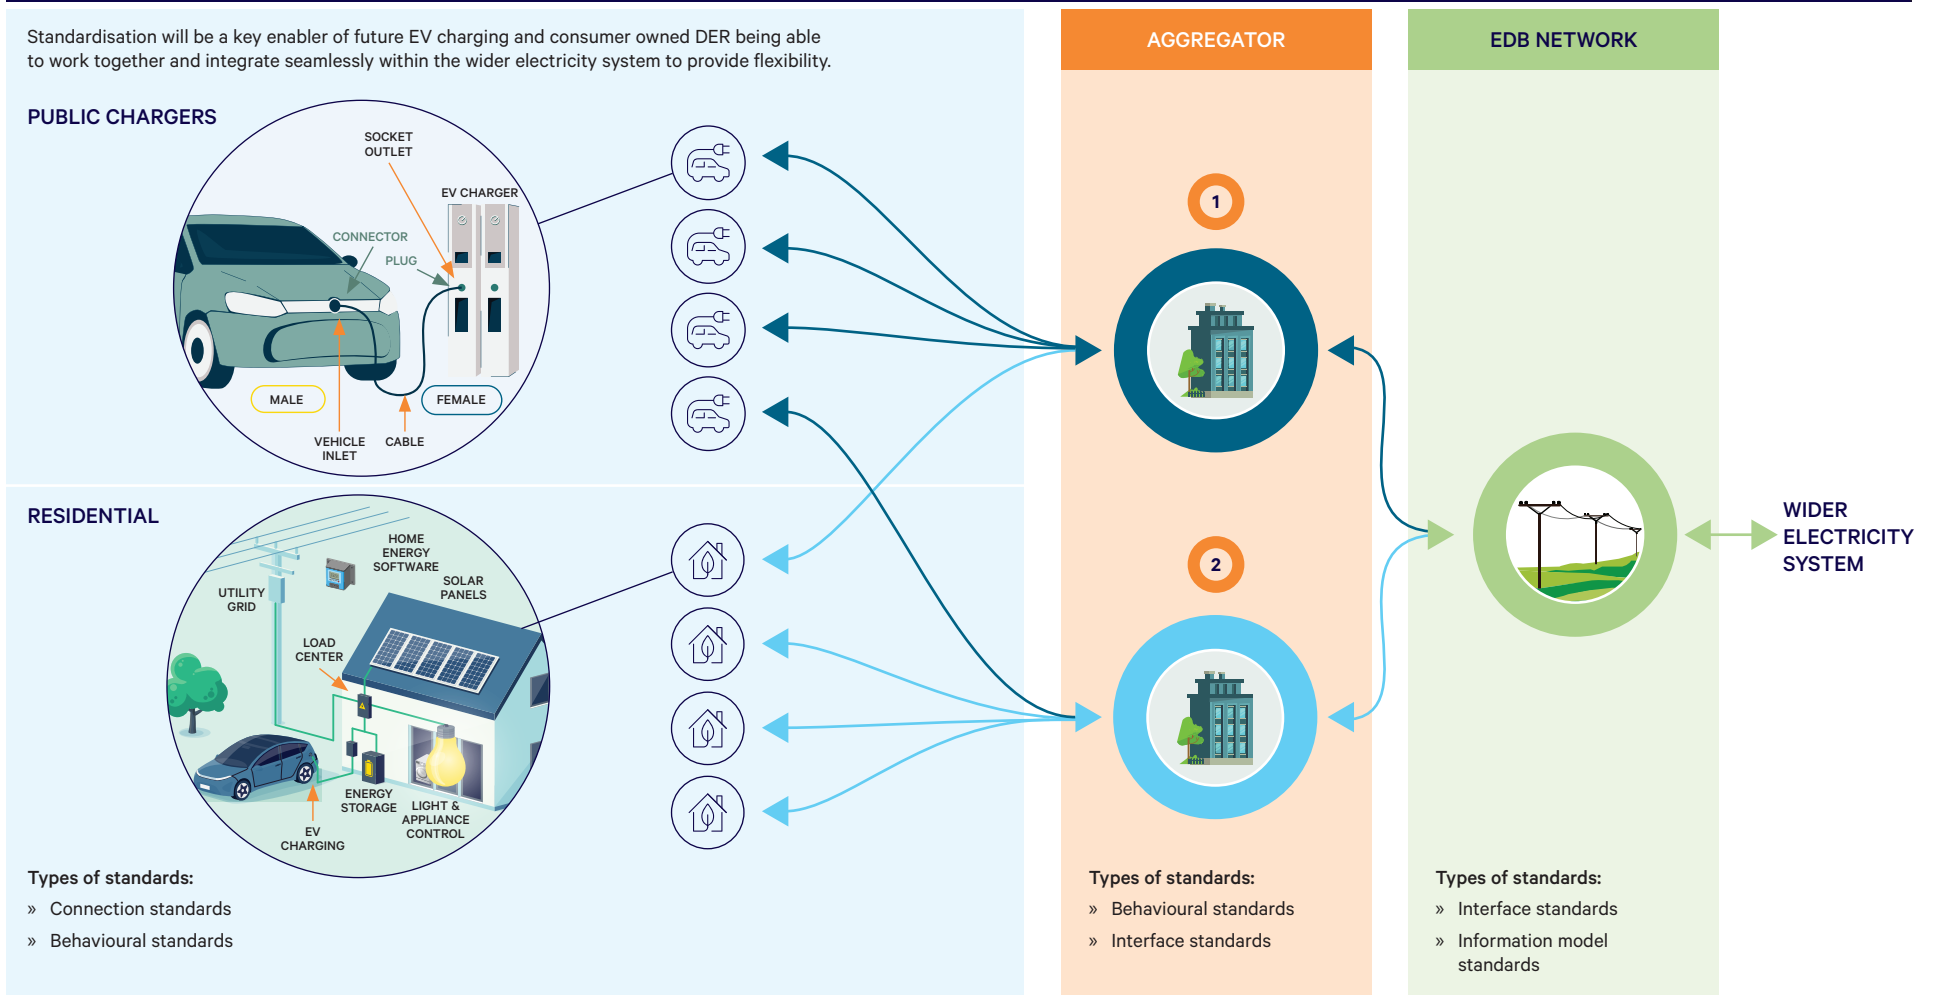 Standardisation will be a key enabler of future EV charging and consumer owned DER being able
to work together and integrate seamlessly within the wider electricity system to provide flexibility.
PUBLIC CHARGERS
SOCKET
OUTLET
EV CHARGER
CONNECTOR
PLUG
MALE
FEMALE
VEHICLE
INLET
CABLE
RESIDENTIAL
HOME
ENERGY
SOFTWARE
SOLAR
PANELS
UTILITY
GRID
LOAD
CENTER
ENERGY
STORAGE
LIGHT &
APPLIANCE
CONTROL
EV
CHARGING
Types of standards:
» Connection standards
» Behavioural standards
AGGREGATOR
1
2
Types of standards:
» Behavioural standards
» Interface standards
EDB NETWORK
Types of standards:
» Interface standards
» Information model
standards
WIDER
ELECTRICITY
SYSTEM